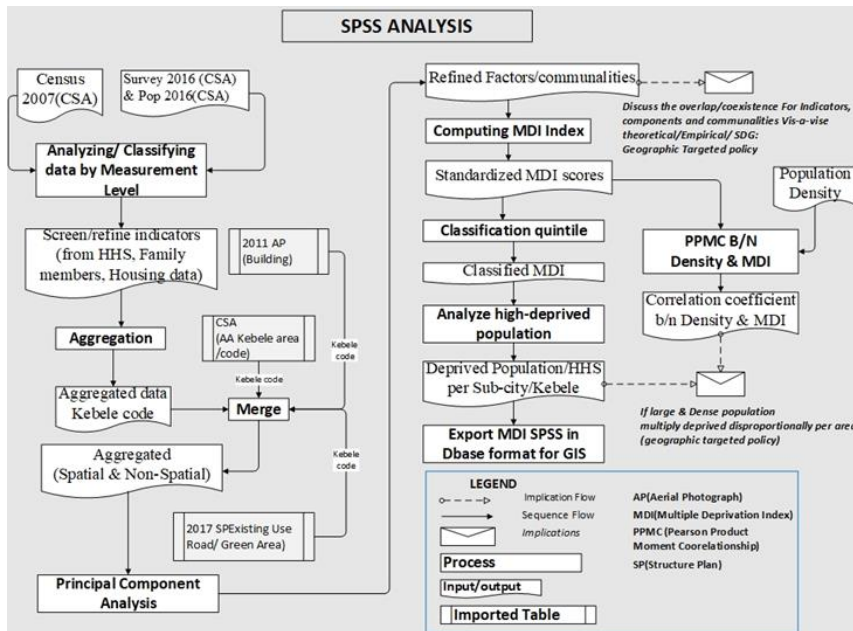 SPSS ANALYSIS
Census
2007(CSA)
Survey 2016 (CSA)
& Pop 2016(CSA)
Analyzing/ Classifying
data by Measurement
Level
Screen/refine indicators
(from HHS, Family
members, Housing data)
2011 AP
(Building)
Aggregation
CSA
(AA Kebele area
/code)
Kebele
code
Kebele code
Aggregated data
Kebele code
Merge
Aggregated
(Spatial & Non-Spatial)
Kebele
code
2017 SPExisting Use
Road/ Green Area)
Principal Component
Analysis
Refined Factors/communalities
Discuss the overlap/coexistence For Indicators,
components and communalities Vis-a-vise
theoretical/Empirical/ SDG:
Geographic Targeted policy
Computing MDI Index
Standardized MDI scores
Population
Density
Classification quintile
PPMC B/N
Density & MDI
Classified MDI
Analyze high-deprived
population
Correlation coefficient
b/n Density & MDI
Deprived Population/HHS
per Sub-city/Kebele
If large & Dense population
multiply deprived disproportionally per area
(geographic targeted policy)
Export MDI SPSS in
Dbase format for GIS
LEGEND
Implication Flow
Sequence Flow
Implications
Process
Input/output
Imported Table
AP(Aerial Photograph)
MDI(Multiple Deprivation Index)
PPMC (Pearson Product
Moment Coorelationship)
SP(Structure Plan)